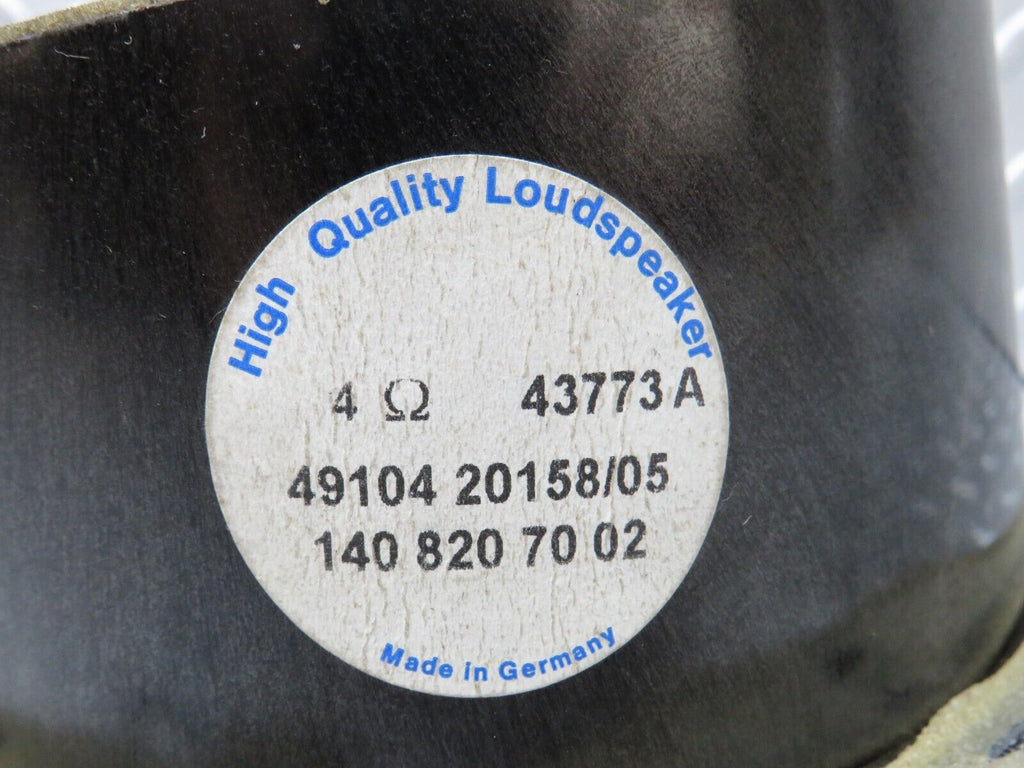 High Quality Loudspeaker
4 Ω 43773 A
49104 20158/05
140 820 70 02
Made in Germany